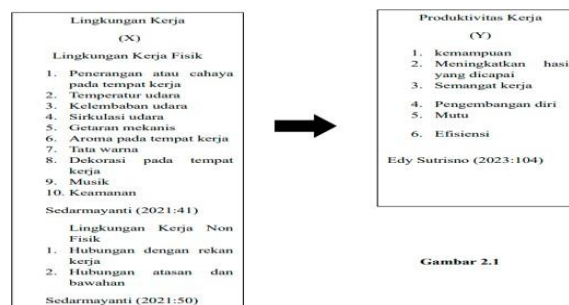 Lingkungan Kerja
(X)
Lingkungan Kerja Fisik
1. Penerangan atau cahaya
pada tempat kerja
2. Temperatur udara
3. Kelembaban udara
4. Sirkulasi udara
5. Getaran mekanis
6. Aroma pada tempat kerja
7. Tata warna
8. Dekorasi pada tempat
kerja
9. Musik
10. Keamanan
Sedarmayanti (2021:41)
Lingkungan Kerja Non
Fisik
1. Hubungan dengan rekan
kerja
2. Hubungan atasan dan
bawahan
Sedarmayanti (2021:50)
Produktivitas Kerja
(Y)
1. kemampuan
2. Meningkatkan hasi
yang dicapai
3. Semangat kerja
4. Pengembangan diri
5. Mutu
6. Efisiensi
Edy Sutrisno (2023:104)
Gambar 2.1